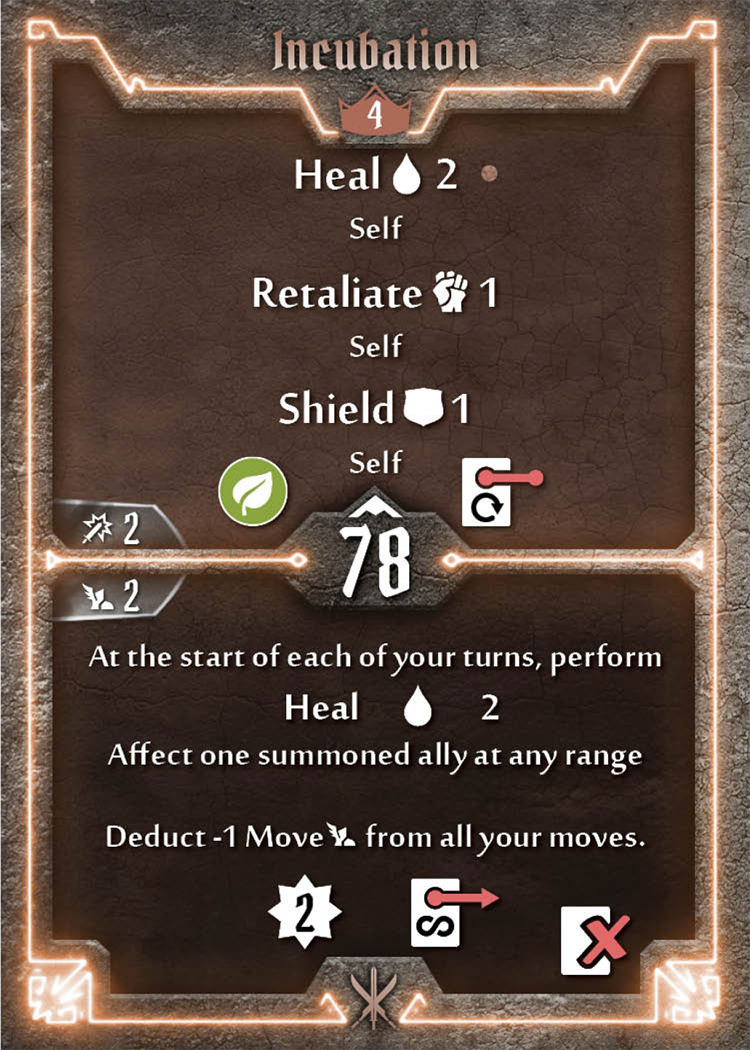 Incubation
4
Heal 2
Self
Retaliate 1
Self
Shield 1
Self
2
78
2
At the start of each of your turns, perform
Heal 2
Affect one summoned ally at any range
Deduct -1 Move from all your moves.
2